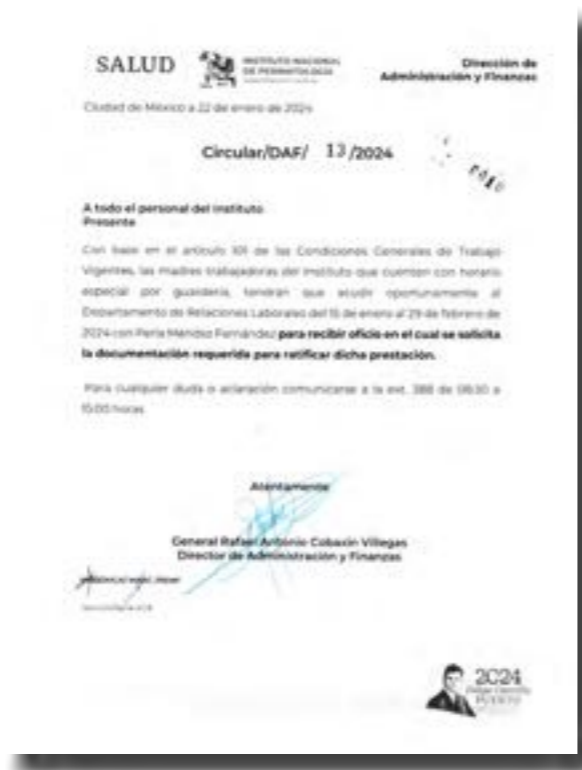 SALUD
INSTITUTO NACIONAL
DE PERINATOLOGÍA
Dirección de
Administración y Finanzas
Ciudad de México a 22 de enero de 2024
Circular/DAF/ 13/2024
A todo el personal del Instituto
Presente
Con base en el artículo 101 de las Condiciones Generales de Trabajo
Vigentes, las madres trabajadoras del Instituto que cuenten con horario
especial por guardería, tendrán que acudir oportunamente al
Departamento de Relaciones Laborales del 15 de enero al 29 de febrero de
2024 con Perla Méndez Fernández para recibir oficio en el cual se solicita
la documentación requerida para ratificar dicha prestación.
Para cualquier duda o aclaración comunicarse a la ext. 388 de 08:30 a
15:00 horas
Atentamente
General Rafael Antonio Cobaxin Villegas
Director de Administración y Finanzas
2024
Felipe Carrillo
PUERTO